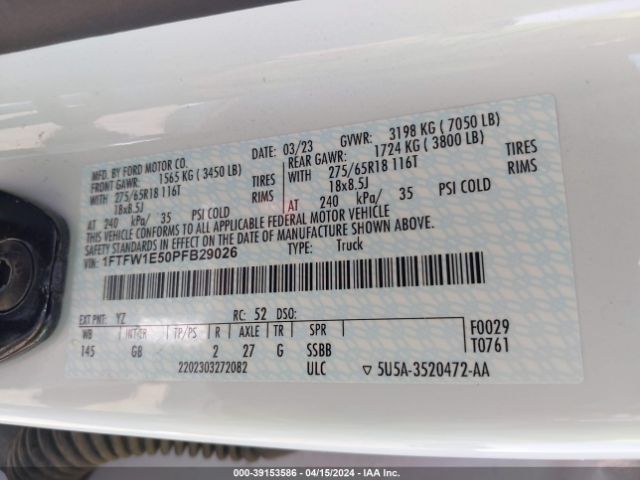 MFD. BY FORD MOTOR CO.
DATE: 03/23 GVWR: 3198 KG ( 7050 LB)
FRONT GAWR: 1565 KG ( 3450 LB) REAR GAWR: 1724 KG ( 3800 LB)
WITH 275/65R18 116T TIRES WITH 275/65R18 116T TIRES
18x8.5J RIMS 18x8.5J RIMS
AT 240 kPa/ 35 PSI COLD AT 240 kPa/ 35 PSI COLD
THIS VEHICLE CONFORMS TO ALL APPLICABLE FEDERAL MOTOR VEHICLE
SAFETY STANDARDS IN EFFECT ON THE DATE OF MANUFACTURE SHOWN ABOVE.
VIN: 1FTFW1E50PFB29026 TYPE: Truck
EXT PNT: YZ RC: 52 DSO:
WB INT TR TP/PS R AXLE TR SPR F0029
145 GB 2 27 G SSBB T0761
2202303272082 ULC ▽ 5U5A-3520472-AA
000-39153586 - 04/15/2024 - IAA Inc.